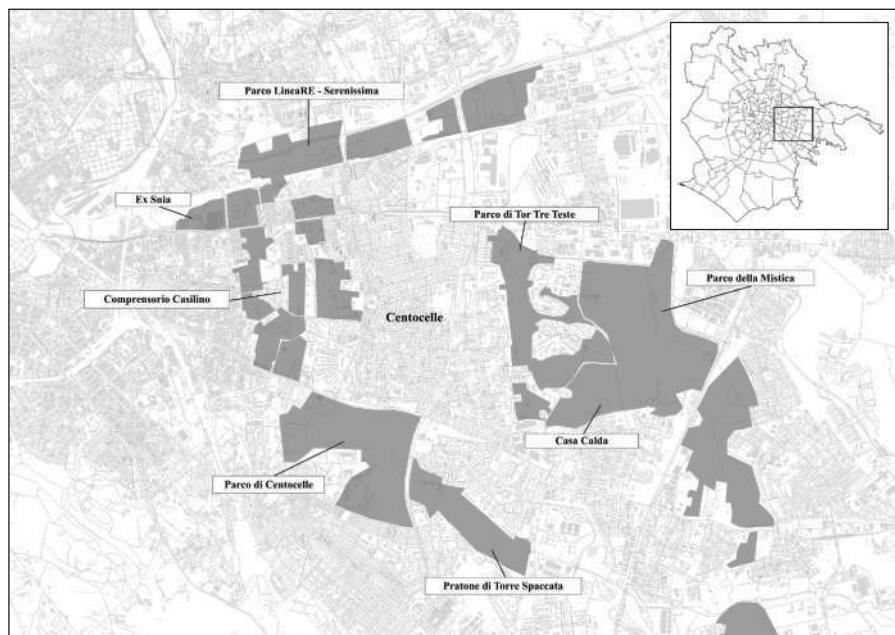 Parco LineaRE - Serenissima
Ex Snia
Parco di Tor Tre Teste
Parco della Mistica
Comprensorio Casilino
Centocelle
Casa Calda
Parco di Centocelle
Pratone di Torre Spaccata